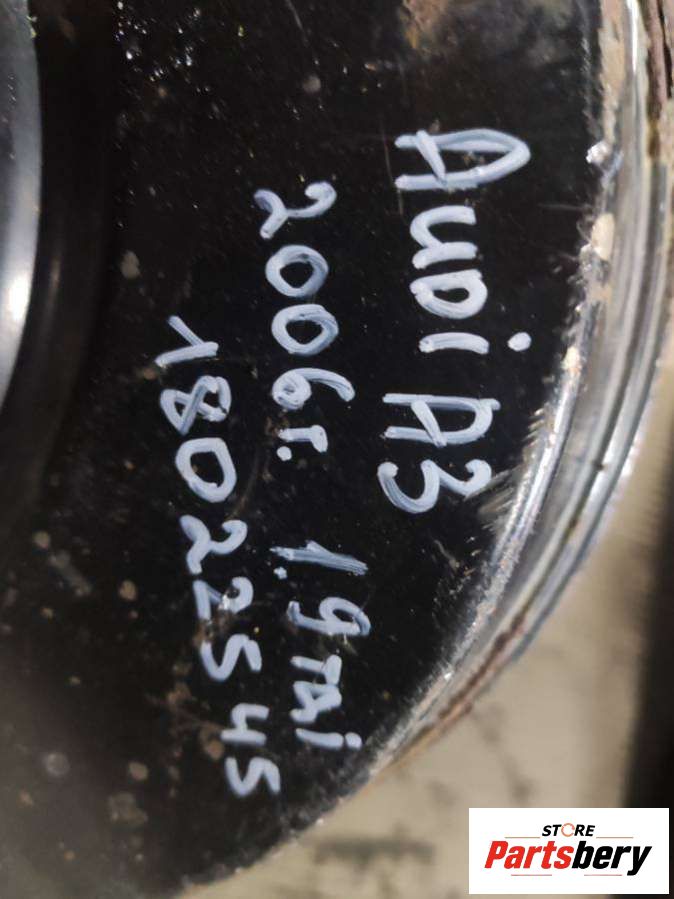 Audi A3
2006г. 1.9 TDi
18022545
STORE
Partsbery